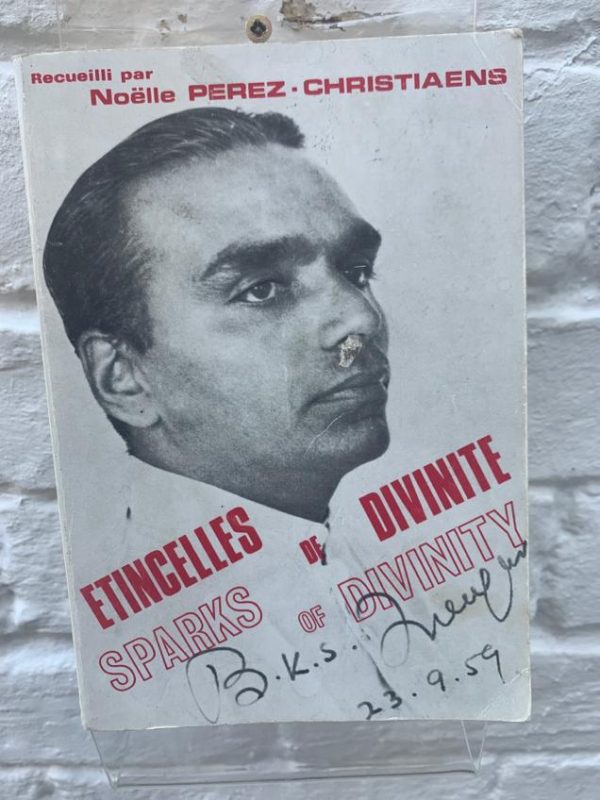 Recueilli par
Noëlle PEREZ - CHRISTIAENS
ETINCELLES DE DIVINITE
SPARKS OF DIVINITY
B.K.S. Iyengar
23.9.59